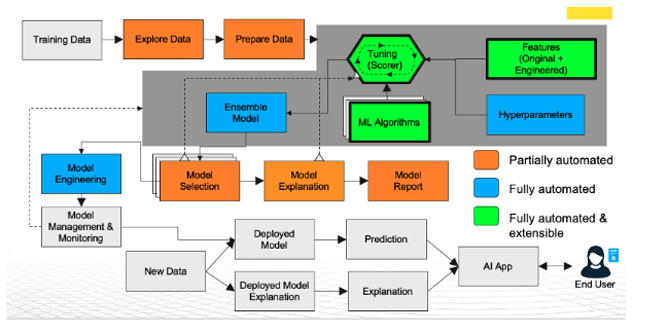 Training Data
Explore Data
Prepare Data
Tuning
(Scorer)
Features
(Original +
Engineered)
Ensemble
Model
ML Algorithms
Hyperparameters
Model
Engineering
Model
Selection
Model
Explanation
Model
Report
Partially automated
Fully automated
Fully automated &
extensible
Model
Management &
Monitoring
Deployed
Model
Prediction
New Data
AI App
Deployed Model
Explanation
Explanation
End User